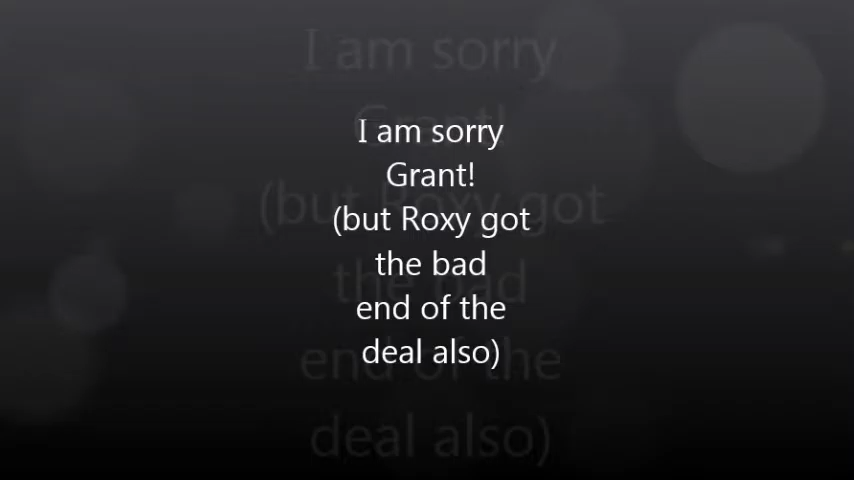 I am sorry
Grant!
(but Roxy got
the bad
end of the
deal also)